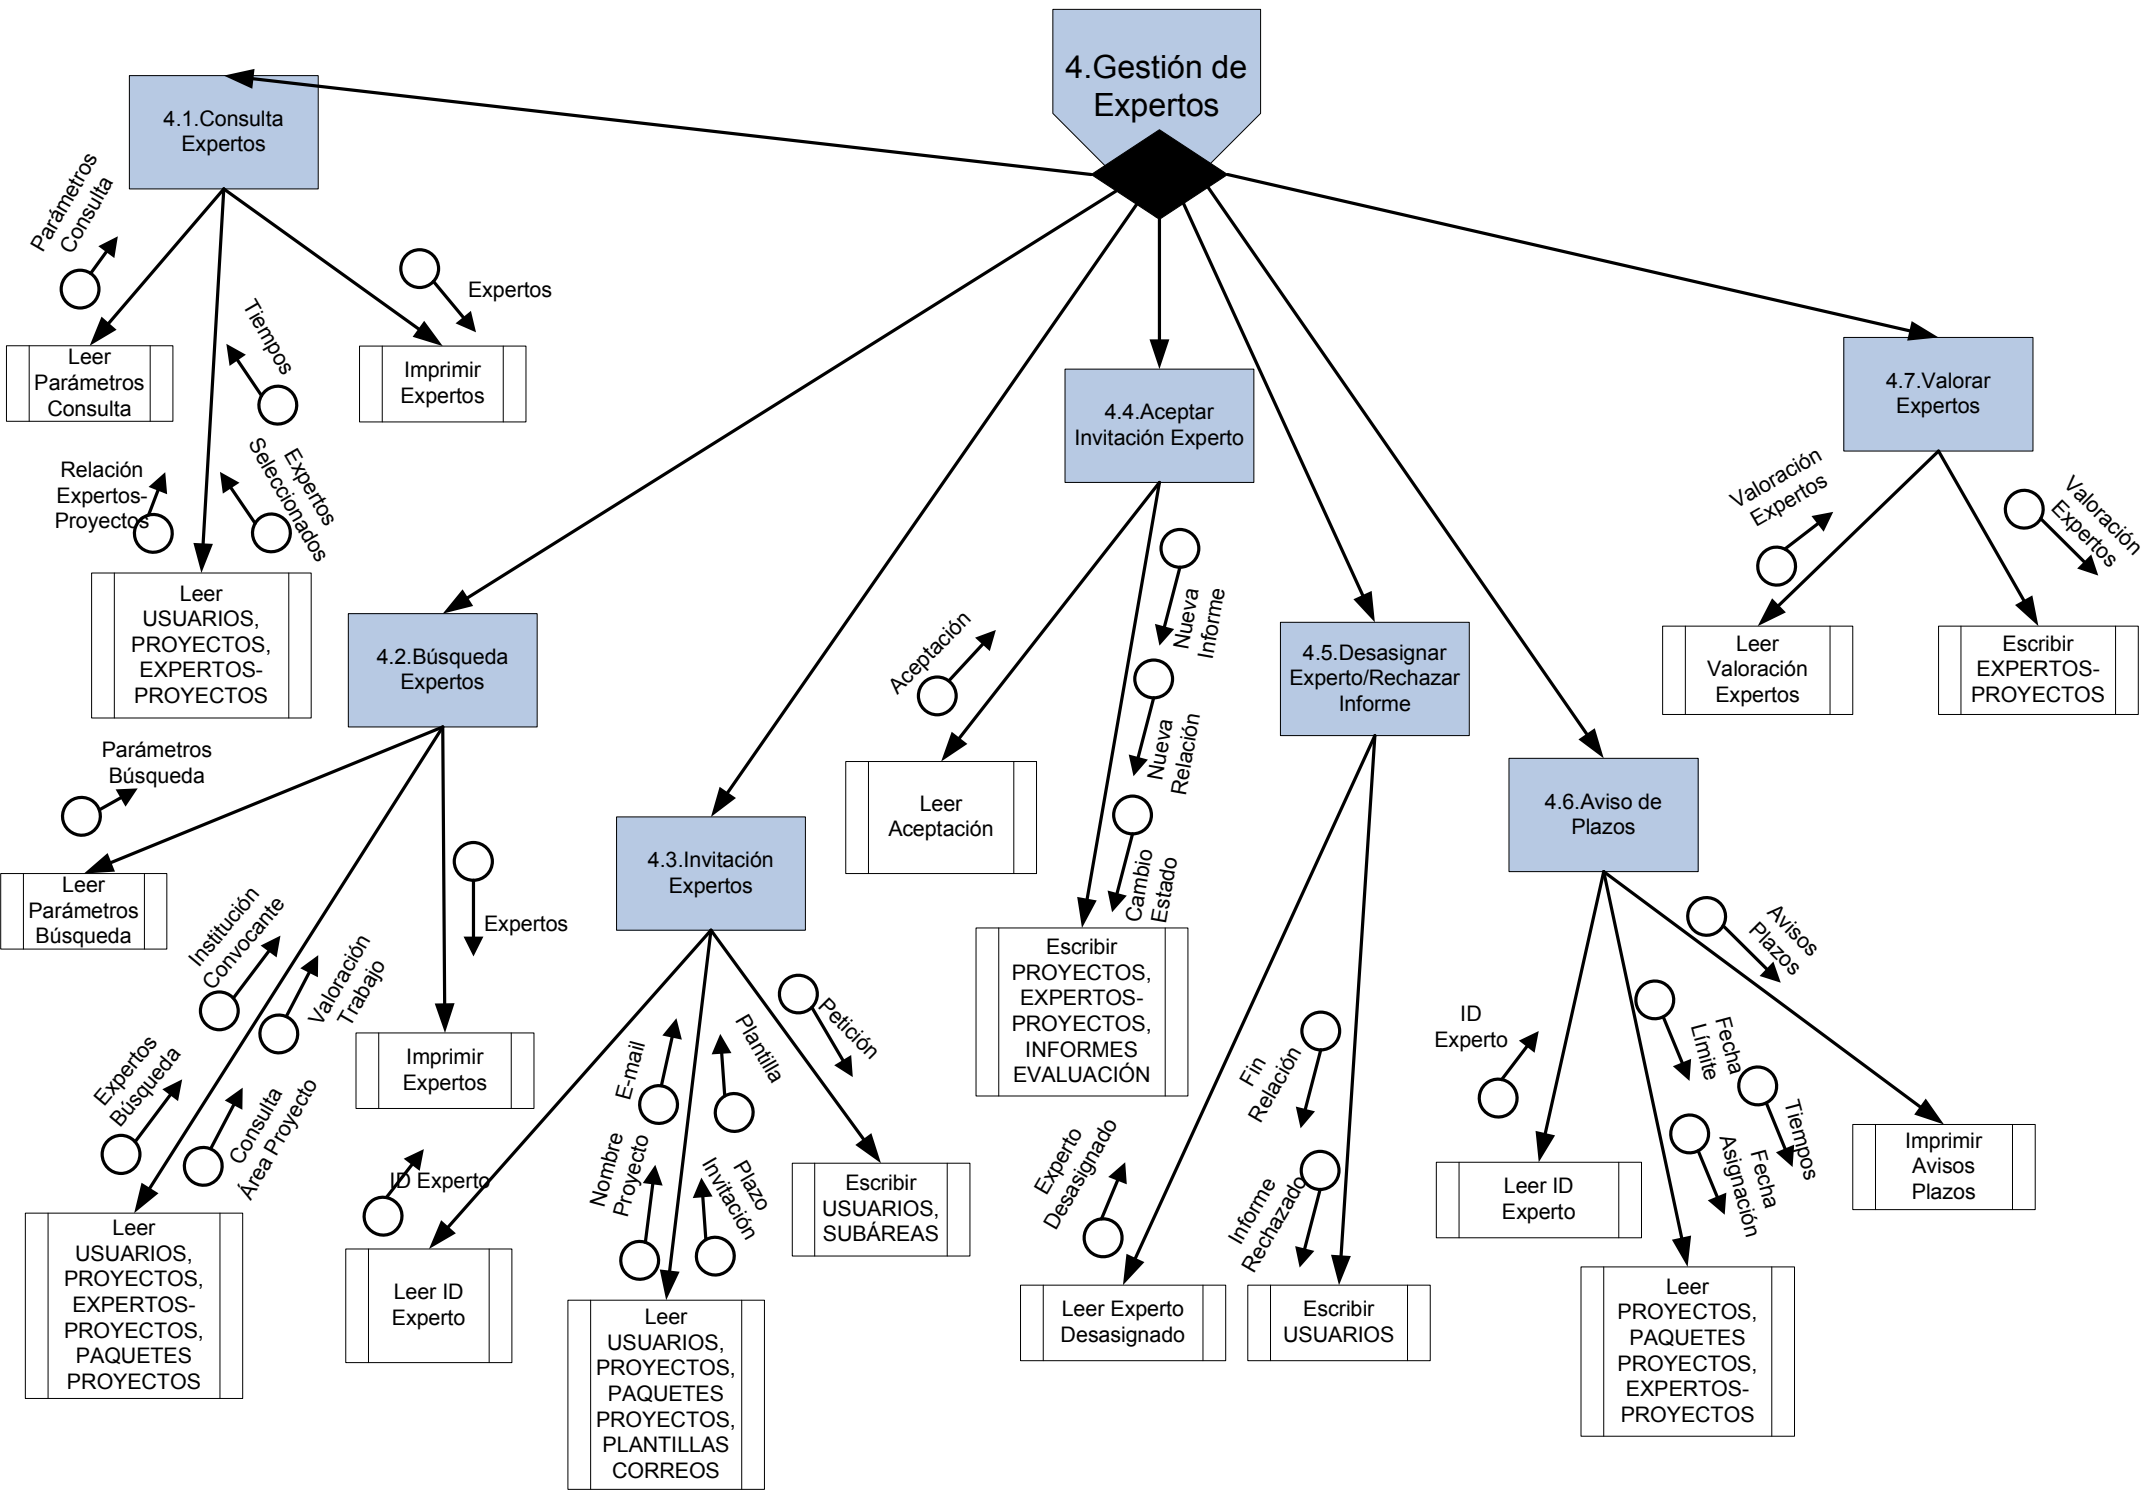 4.Gestión de
Expertos
4.1.Consulta
Expertos
Parámetros
Consulta
Expertos
Tiempos
Leer
Parámetros
Consulta
Imprimir
Expertos
Relación
Expertos-
Proyectos
Expertos
Seleccionados
Leer
USUARIOS,
PROYECTOS,
EXPERTOS-
PROYECTOS
4.2.Búsqueda
Expertos
Parámetros
Búsqueda
Leer
Parámetros
Búsqueda
Institución
Convocante
Valoración
Trabajo
Expertos
Expertos
Búsqueda
Consulta
Área Proyecto
Imprimir
Expertos
Leer
USUARIOS,
PROYECTOS,
EXPERTOS-
PROYECTOS,
PAQUETES
PROYECTOS
4.3.Invitación
Expertos
E-mail
Plantilla
Petición
ID Experto
Nombre
Proyecto
Plazo
Invitación
Leer ID
Experto
Leer
USUARIOS,
PROYECTOS,
PAQUETES
PROYECTOS,
PLANTILLAS
CORREOS
Escribir
USUARIOS,
SUBÁREAS
4.4.Aceptar
Invitación Experto
Aceptación
Nueva
Informe
Nueva
Relación
Cambio
Estado
Leer
Aceptación
Escribir
PROYECTOS,
EXPERTOS-
PROYECTOS,
INFORMES
EVALUACIÓN
4.5.Desasignar
Experto/Rechazar
Informe
Fin
Relación
Experto
Desasignado
Informe
Rechazado
Leer Experto
Desasignado
Escribir
USUARIOS
4.6.Aviso de
Plazos
Avisos
Plazos
ID
Experto
Fecha
Límite
Tiempos
Fecha
Asignación
Leer ID
Experto
Leer
PROYECTOS,
PAQUETES
PROYECTOS,
EXPERTOS-
PROYECTOS
Imprimir
Avisos
Plazos
4.7.Valorar
Expertos
Valoración
Expertos
Valoración
Expertos
Leer
Valoración
Expertos
Escribir
EXPERTOS-
PROYECTOS